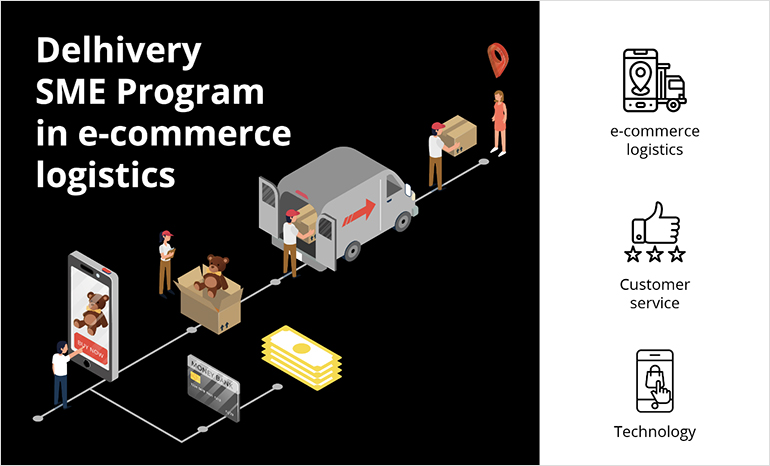 Delhivery
SME Program
in e-commerce
logistics
BUY NOW
MONEY BANK
e-commerce
logistics
Customer
service
Technology